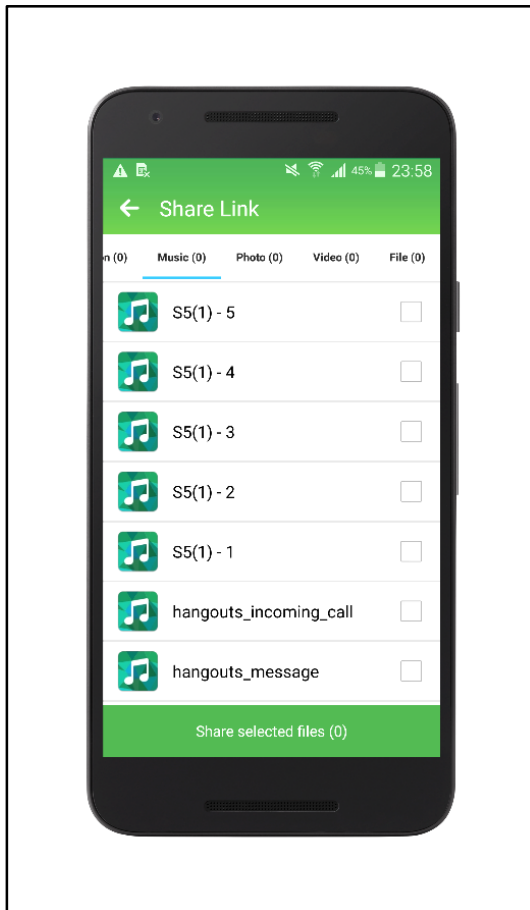 45% 23:58
Share Link
n (0) Music (0) Photo (0) Video (0) File (0)
S5(1) - 5
S5(1) - 4
S5(1) - 3
S5(1) - 2
S5(1) - 1
hangouts_incoming_call
hangouts_message
Share selected files (0)